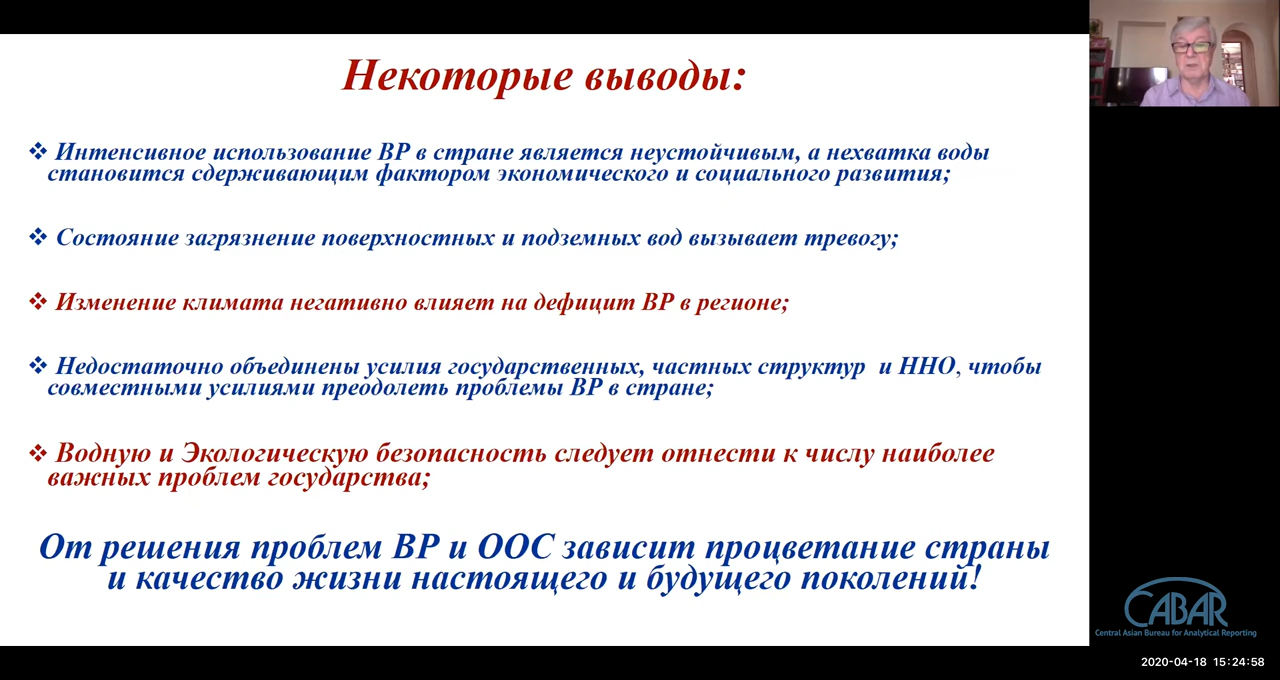 Некоторые выводы:
❖ Интенсивное использование ВР в стране является неустойчивым, а нехватка воды
становится сдерживающим фактором экономического и социального развития;
❖ Состояние загрязнение поверхностных и подземных вод вызывает тревогу;
❖ Изменение климата негативно влияет на дефицит ВР в регионе;
❖ Недостаточно объединены усилия государственных, частных структур и ННО, чтобы
совместными усилиями преодолеть проблемы ВР в стране;
❖ Водную и Экологическую безопасность следует отнести к числу наиболее
важных проблем государства;
От решения проблем ВР и ООС зависит процветание страны
и качество жизни настоящего и будущего поколений!
CABAR
Central Asian Bureau for Analytical Reporting
2020-04-18 15:24:58